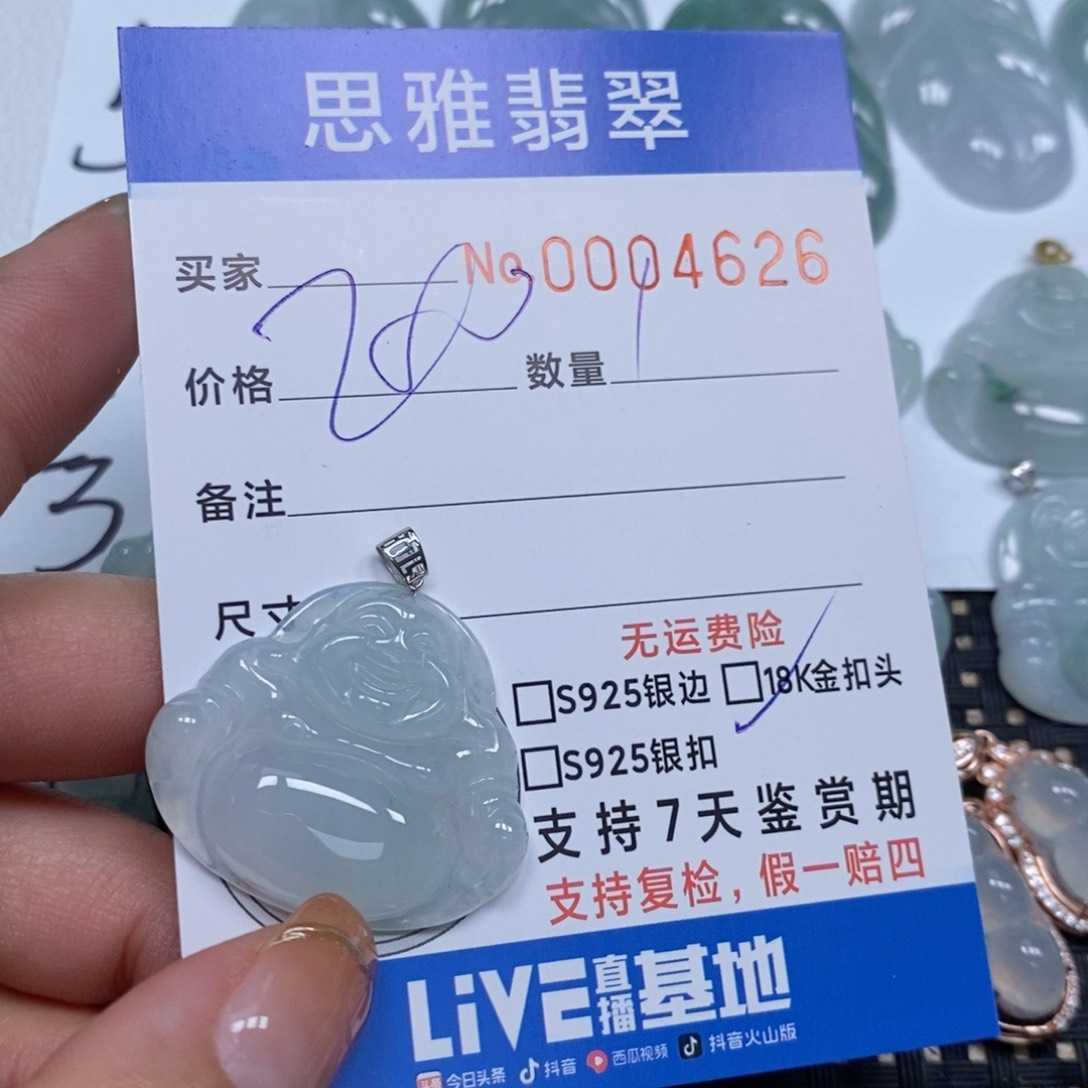 思雅翡翠
买家 No 0004626
价格 数量 1
备注
尺寸
无运费险
S925银边 18K金扣头
S925银扣
支持7天鉴赏期
支持复检，假一赔四
LiVE直播基地
今日头条 抖音 西瓜视频 抖音火山版
3